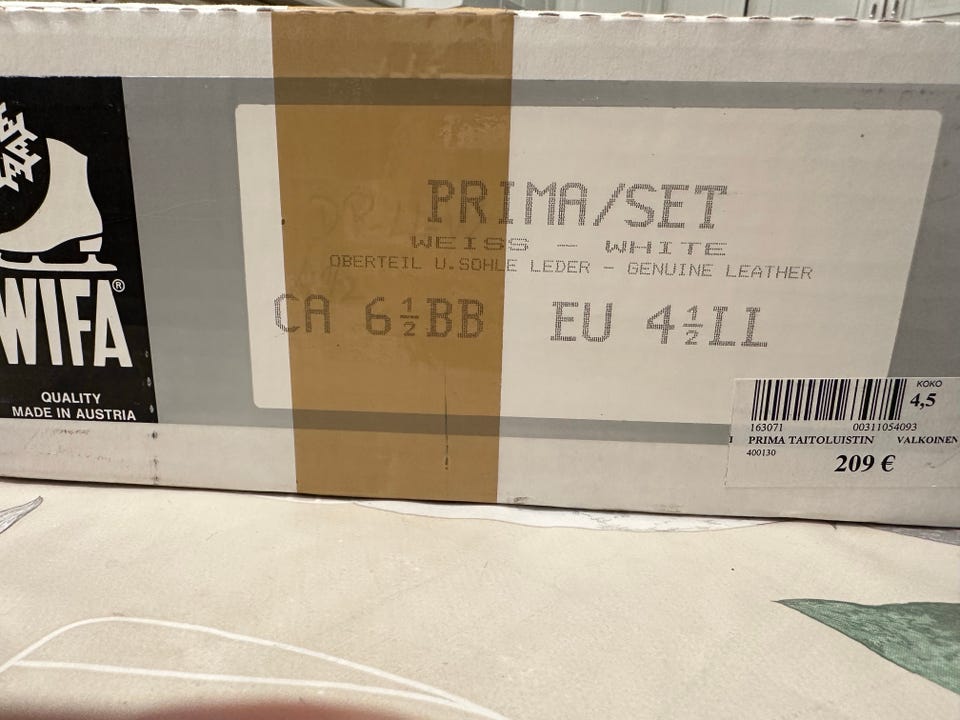 WIFA®
QUALITY
MADE IN AUSTRIA
PRIMA/SET
WEISS - WHITE
OBERTEIL U.SOHLE LEDER - GENUINE LEATHER
CA 6½BB EU 4½II
KOKO
4,5
163071 00311054093
PRIMA TAITOLUISTIN VALKOINEN
400130
209 €